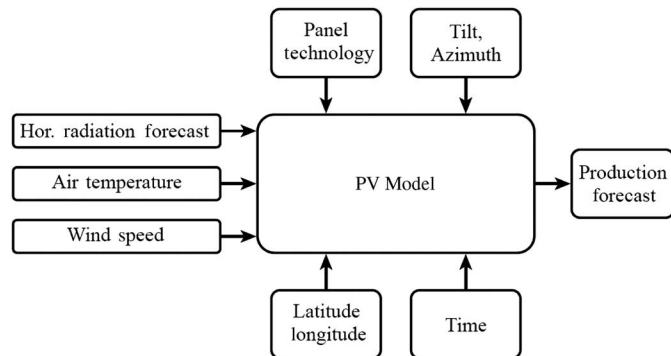 Panel
technology
Tilt,
Azimuth
Hor. radiation forecast
Air temperature
Wind speed
PV Model
Production
forecast
Latitude
longitude
Time